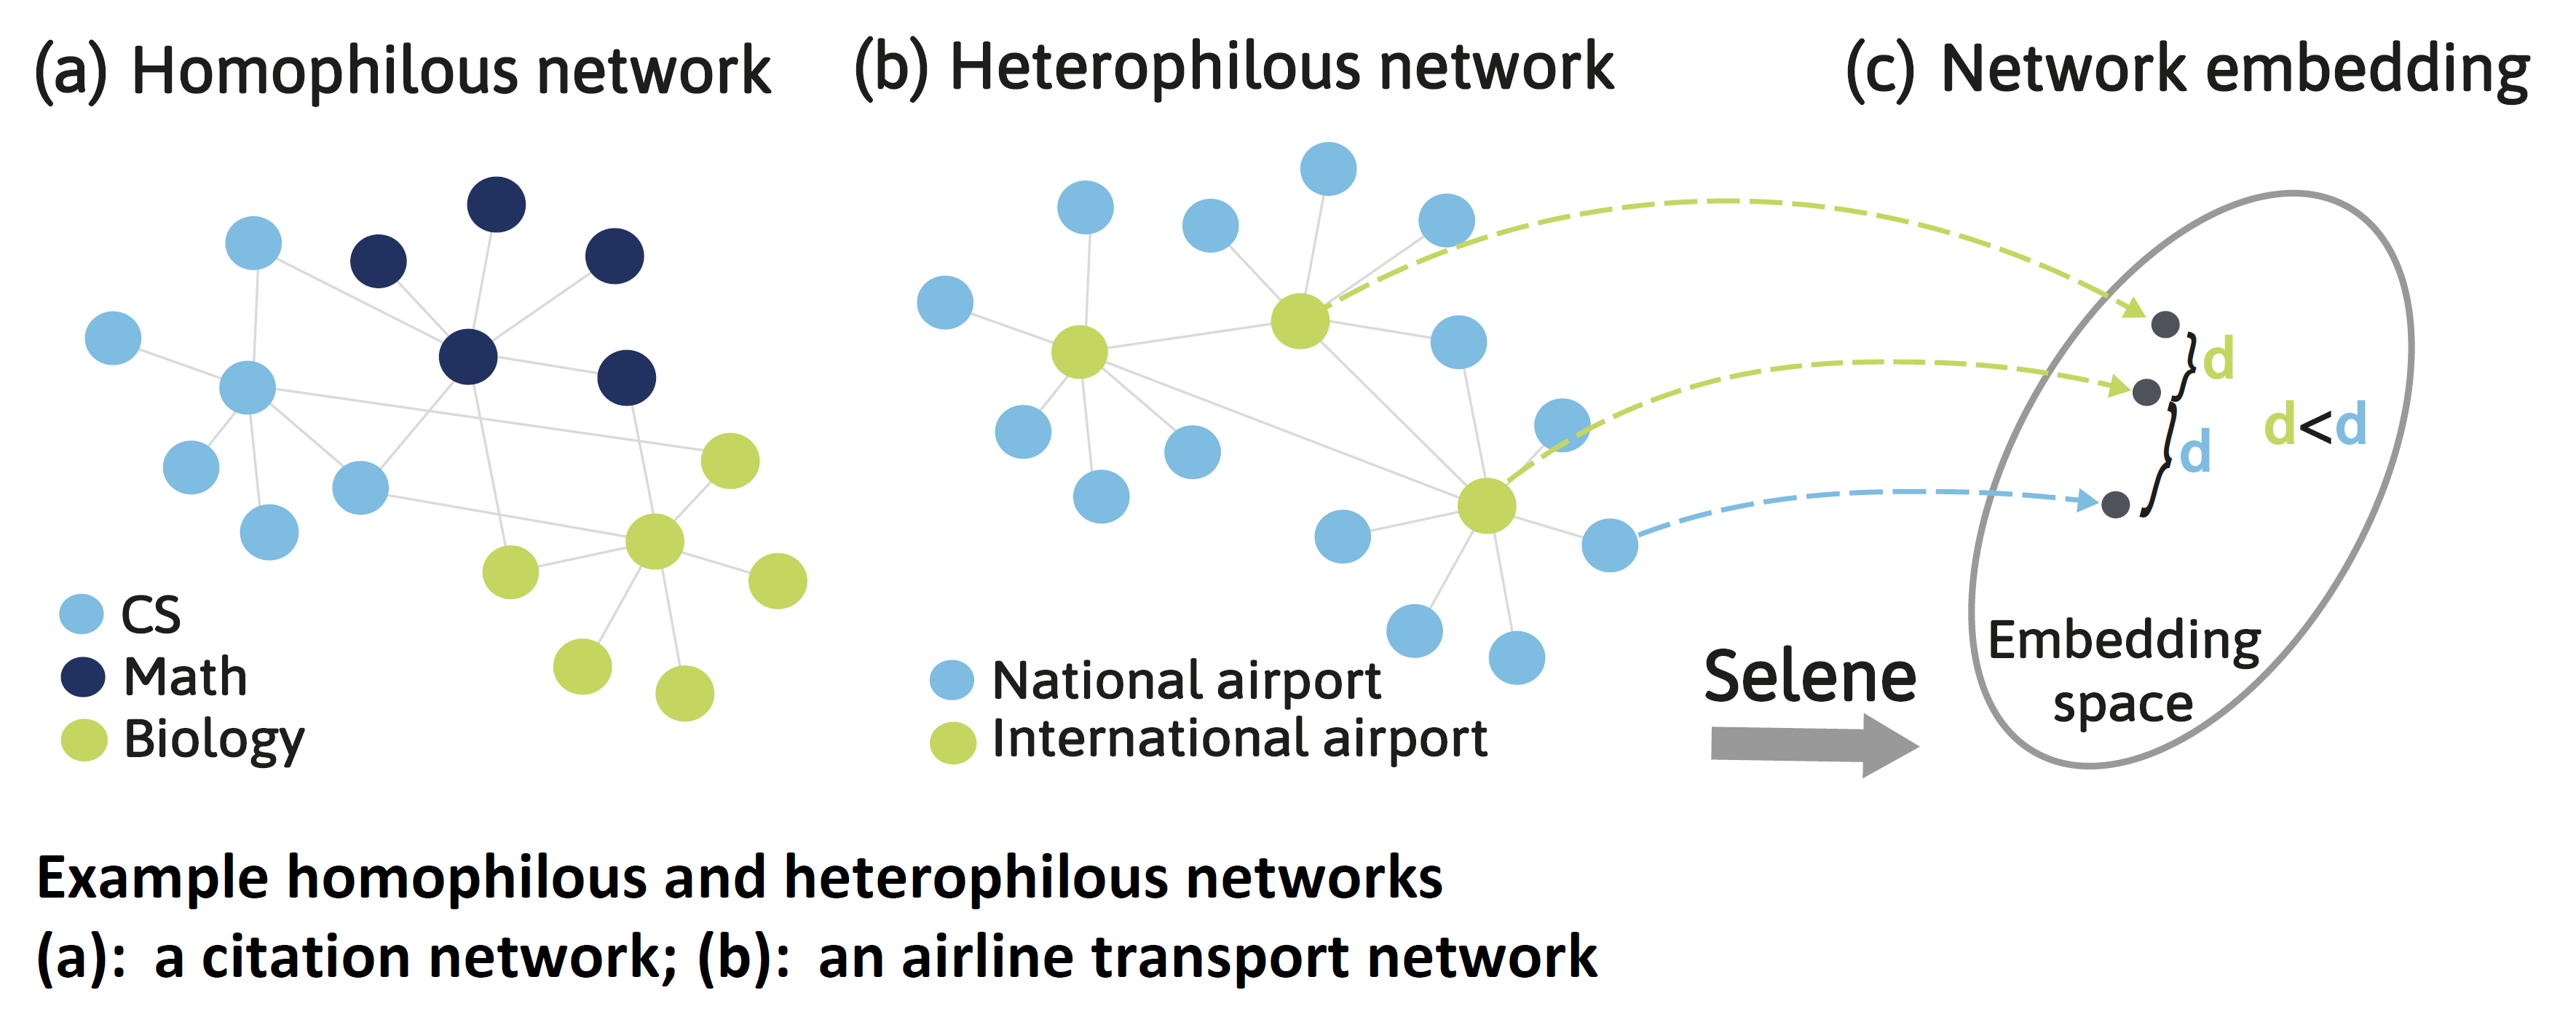 (a) Homophilous network
(b) Heterophilous network
(c) Network embedding
CS
Math
Biology
National airport
International airport
Selene
d
d
d<d
Embedding
space
Example homophilous and heterophilous networks
(a): a citation network; (b): an airline transport network